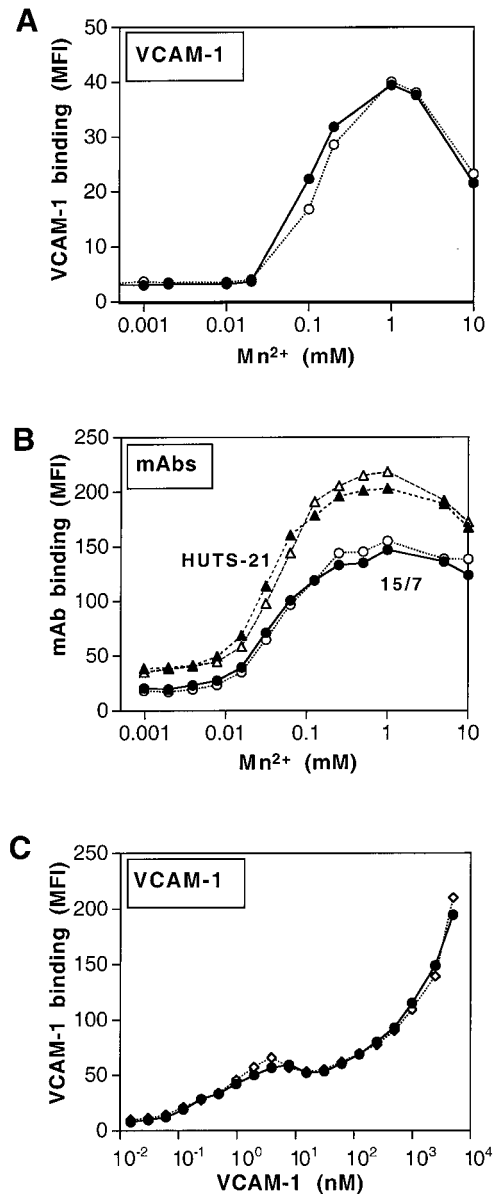 A
VCAM-1
VCAM-1 binding (MFI)
50
40
30
20
10
0
0.001 0.01 0.1 1 10
Mn²⁺ (mM)
B
mAbs
mAb binding (MFI)
250
200
150
100
50
0
HUTS-21
15/7
0.001 0.01 0.1 1 10
Mn²⁺ (mM)
C
VCAM-1
VCAM-1 binding (MFI)
250
200
150
100
50
0
10⁻² 10⁻¹ 10⁰ 10¹ 10² 10³ 10⁴
VCAM-1 (nM)